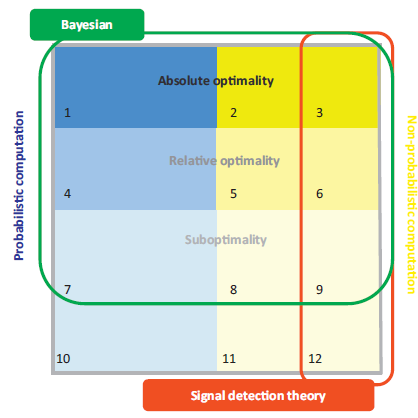 Bayesian
Absolute optimality
1 2 3
Relative optimality
4 5 6
Suboptimality
7 8 9
10 11 12
Probabilistic computation
Non-probabilistic computation
Signal detection theory